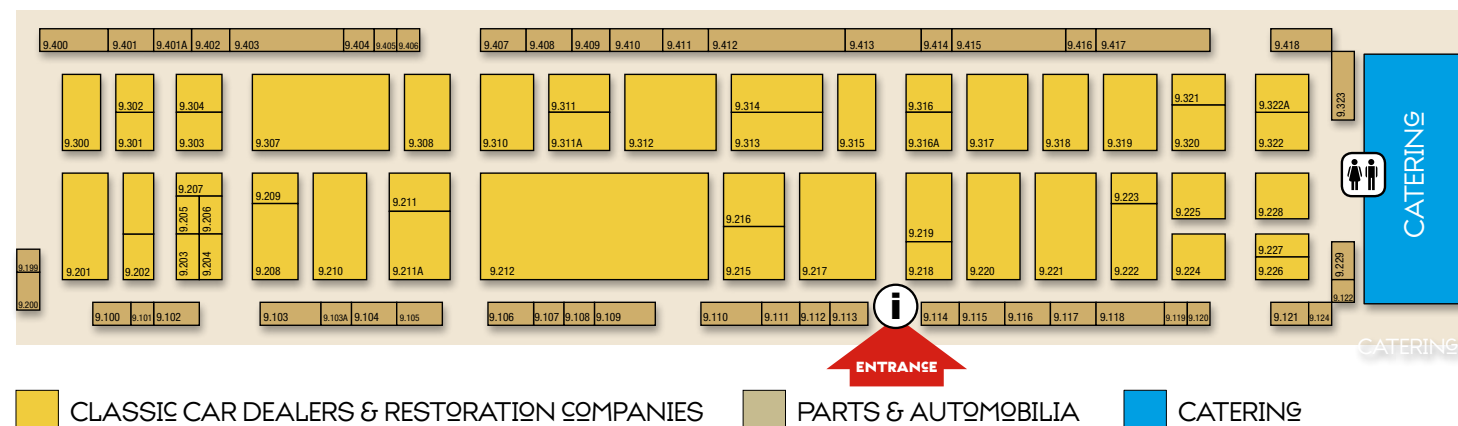 9.400 9.401 9.401A 9.402 9.403 9.404 9.405 9.406 9.407 9.408 9.409 9.410 9.411 9.412 9.413 9.414 9.415 9.416 9.417 9.418
9.302 9.304 9.311 9.314 9.316 9.321 9.322A 9.323
9.300 9.301 9.303 9.307 9.308 9.310 9.311A 9.312 9.313 9.315 9.316A 9.317 9.318 9.319 9.320 9.322
CATERING
9.207 9.209 9.211 9.223
9.205 9.206 9.216 9.219 9.225 9.228
9.203 9.204 9.227 9.229
9.201 9.202 9.208 9.210 9.211A 9.212 9.215 9.217 9.218 9.220 9.221 9.222 9.224 9.226
9.199
9.200 9.122
9.100 9.101 9.102 9.103 9.103A 9.104 9.105 9.106 9.107 9.108 9.109 9.110 9.111 9.112 9.113 i 9.114 9.115 9.116 9.117 9.118 9.119 9.120 9.121 9.124
CATERING
ENTRANCE
CLASSIC CAR DEALERS & RESTORATION COMPANIES PARTS & AUTOMOBILIA CATERING